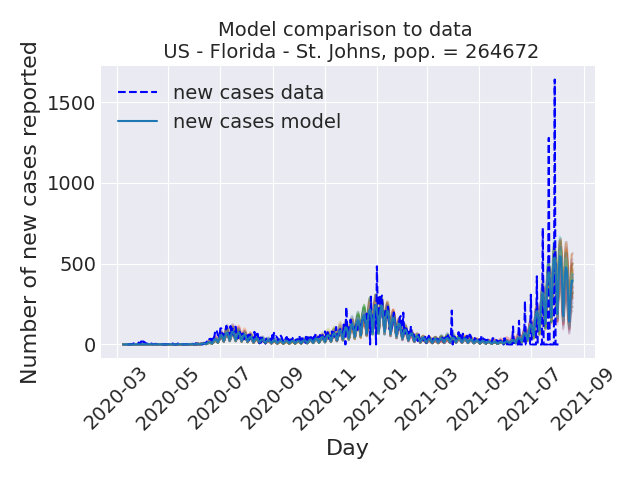 Model comparison to data
US - Florida - St. Johns, pop. = 264672
Number of new cases reported
1500
1000
500
0
new cases data
new cases model
2020-03
2020-05
2020-07
2020-09
2020-11
2021-01
2021-03
2021-05
2021-07
2021-09
Day